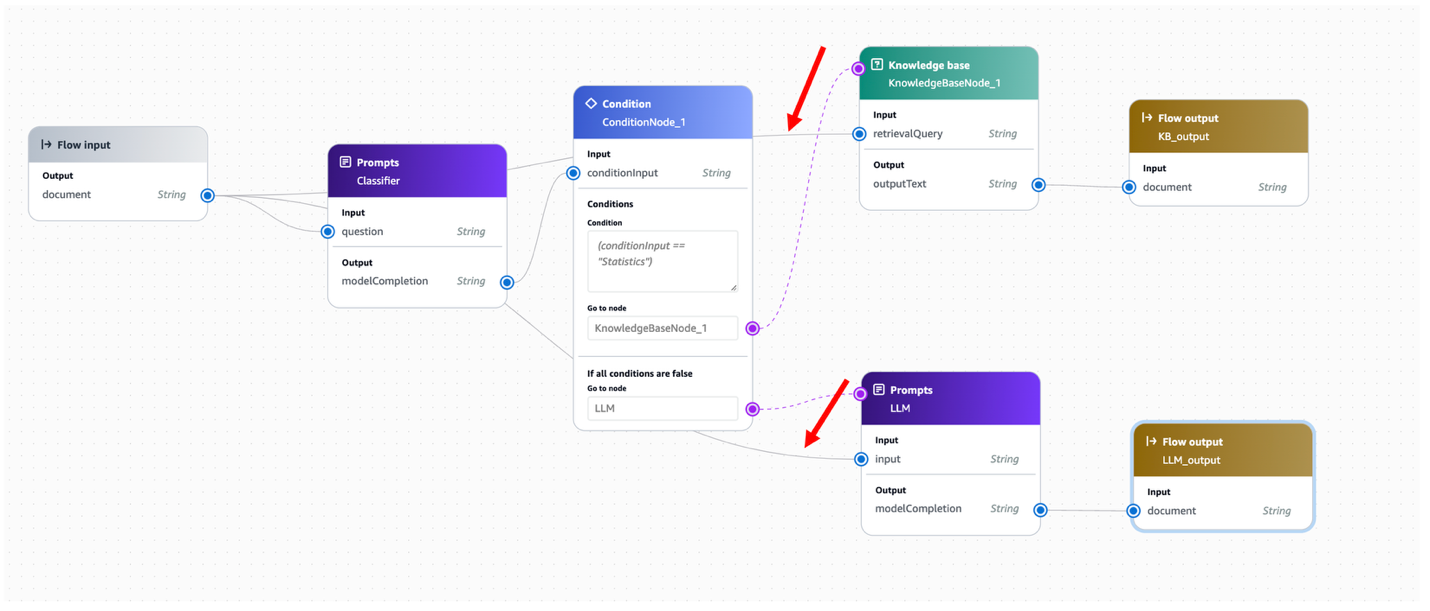 Flow input
Output
document String
Prompts
Classifier
Input
question String
Output
modelCompletion String
Condition
ConditionNode_1
Input
conditionInput String
Conditions
Condition
(conditionInput ==
"Statistics")
Go to node
KnowledgeBaseNode_1
If all conditions are false
Go to node
LLM
Knowledge base
KnowledgeBaseNode_1
Input
retrievalQuery String
Output
outputText String
Flow output
KB_output
Input
document String
Prompts
LLM
Input
input String
Output
modelCompletion String
Flow output
LLM_output
Input
document String